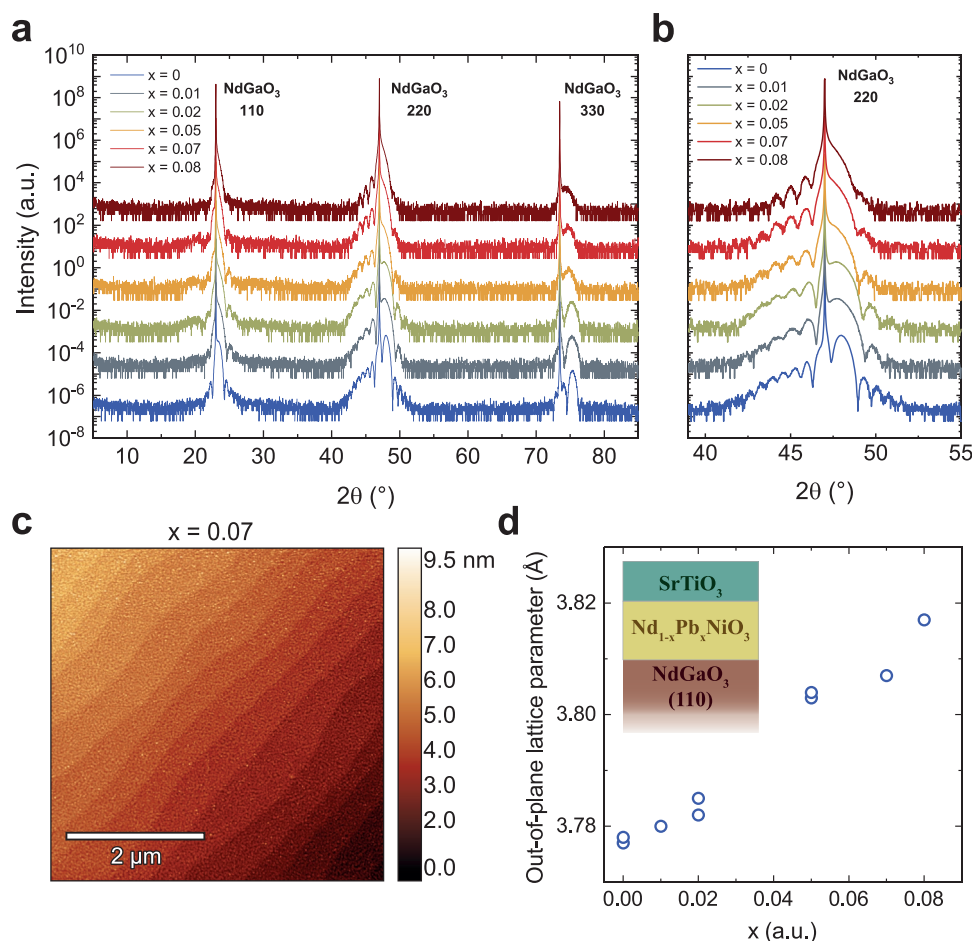 a
10^10
10^8
10^6
10^4
10^2
10^0
10^-2
10^-4
10^-6
10^-8
Intensity (a.u.)
x = 0
x = 0.01
x = 0.02
x = 0.05
x = 0.07
x = 0.08
NdGaO₃
110
NdGaO₃
220
NdGaO₃
330
10 20 30 40 50 60 70 80
2θ (°)
b
x = 0
x = 0.01
x = 0.02
x = 0.05
x = 0.07
x = 0.08
NdGaO₃
220
40 45 50 55
2θ (°)
c
x = 0.07
2 μm
9.5 nm
8.0
7.0
6.0
5.0
4.0
3.0
2.0
0.0
d
Out-of-plane lattice parameter (Å)
3.82
3.80
3.78
SrTiO₃
Nd₁₋ₓPbₓNiO₃
NdGaO₃
(110)
0.00 0.02 0.04 0.06 0.08
x (a.u.)